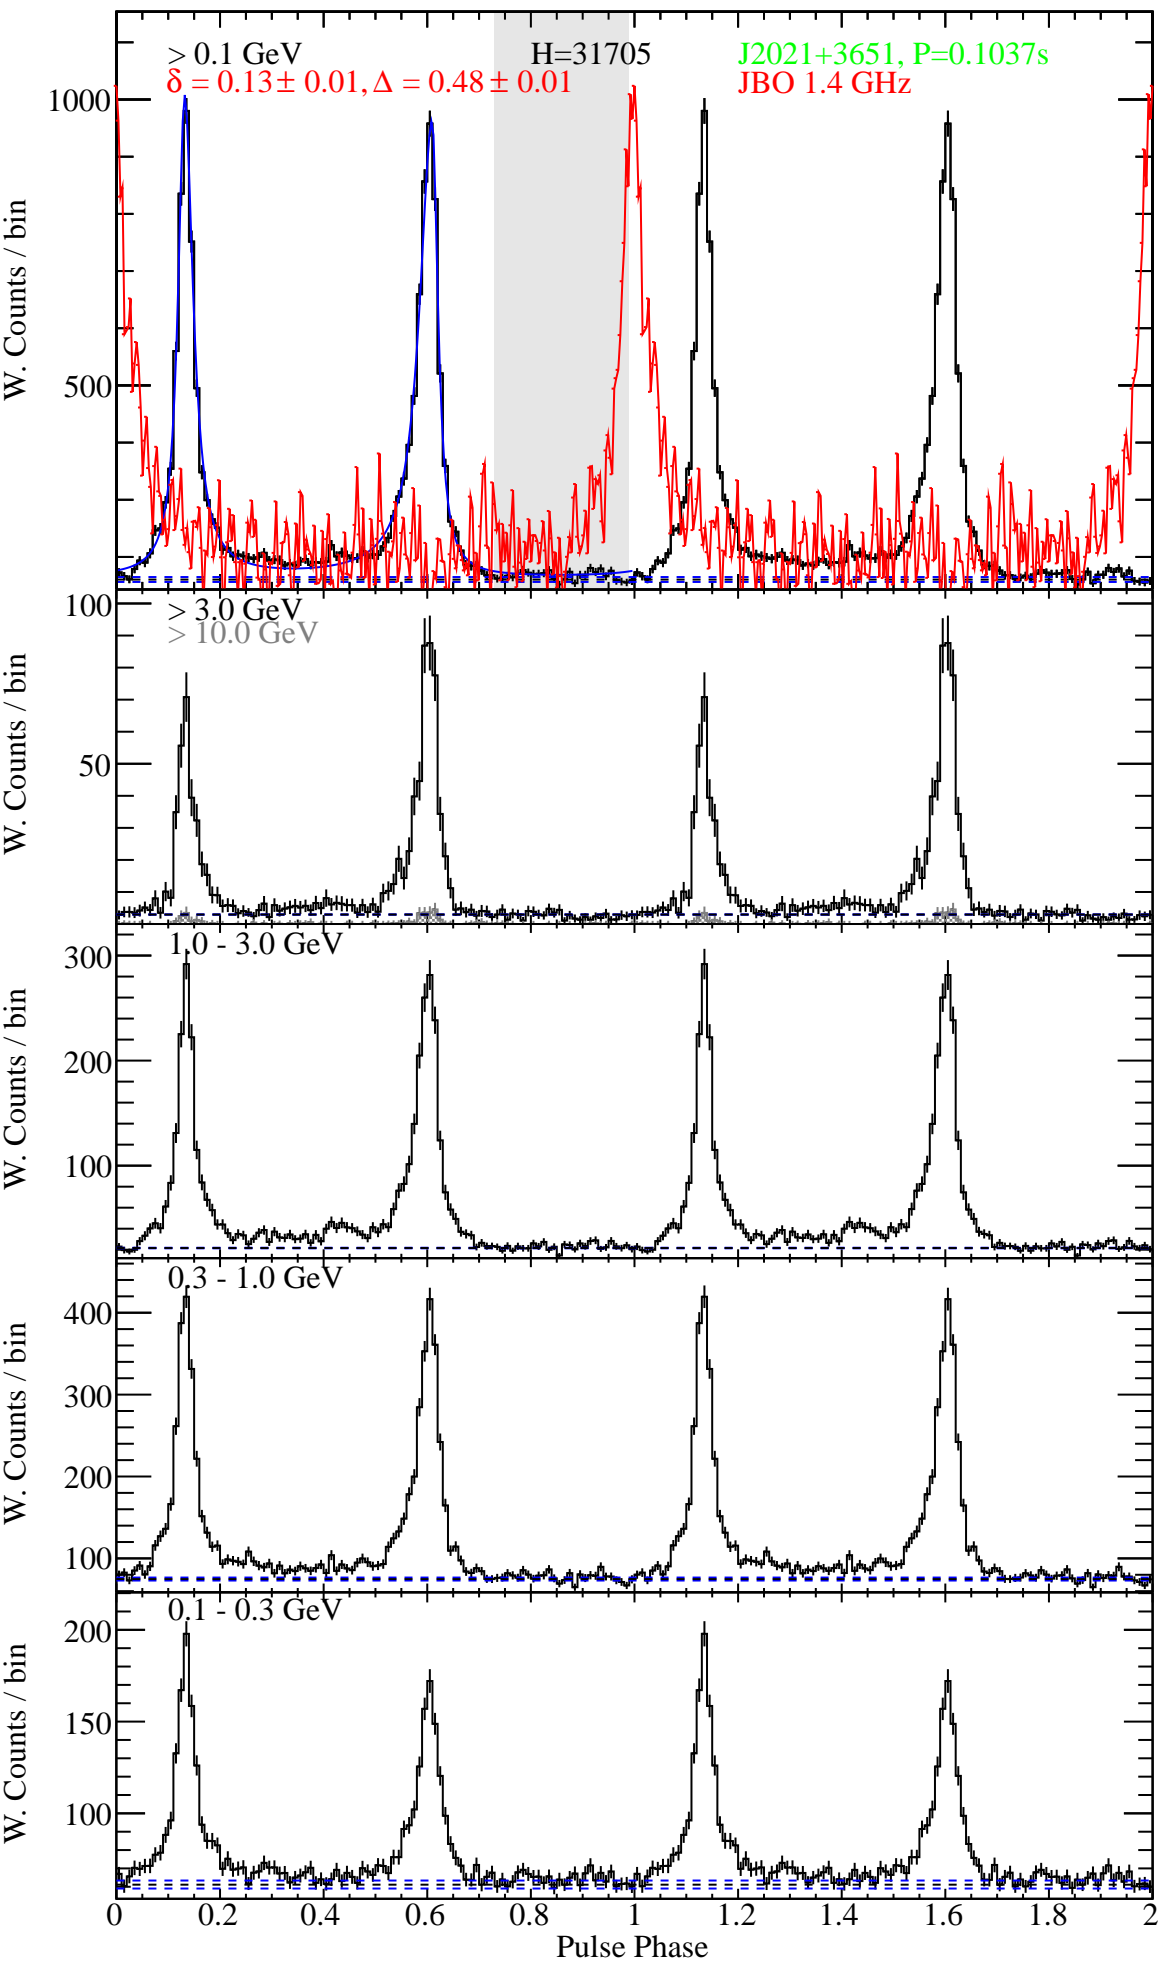 > 0.1 GeV H=31705 J2021+3651, P=0.1037s
δ = 0.13 ± 0.01, Δ = 0.48 ± 0.01 JBO 1.4 GHz
1000
500
W. Counts / bin
> 3.0 GeV
> 10.0 GeV
100
50
W. Counts / bin
1.0 - 3.0 GeV
300
200
100
W. Counts / bin
0.3 - 1.0 GeV
400
300
200
100
W. Counts / bin
0.1 - 0.3 GeV
200
150
100
W. Counts / bin
0 0.2 0.4 0.6 0.8 1 1.2 1.4 1.6 1.8 2
Pulse Phase